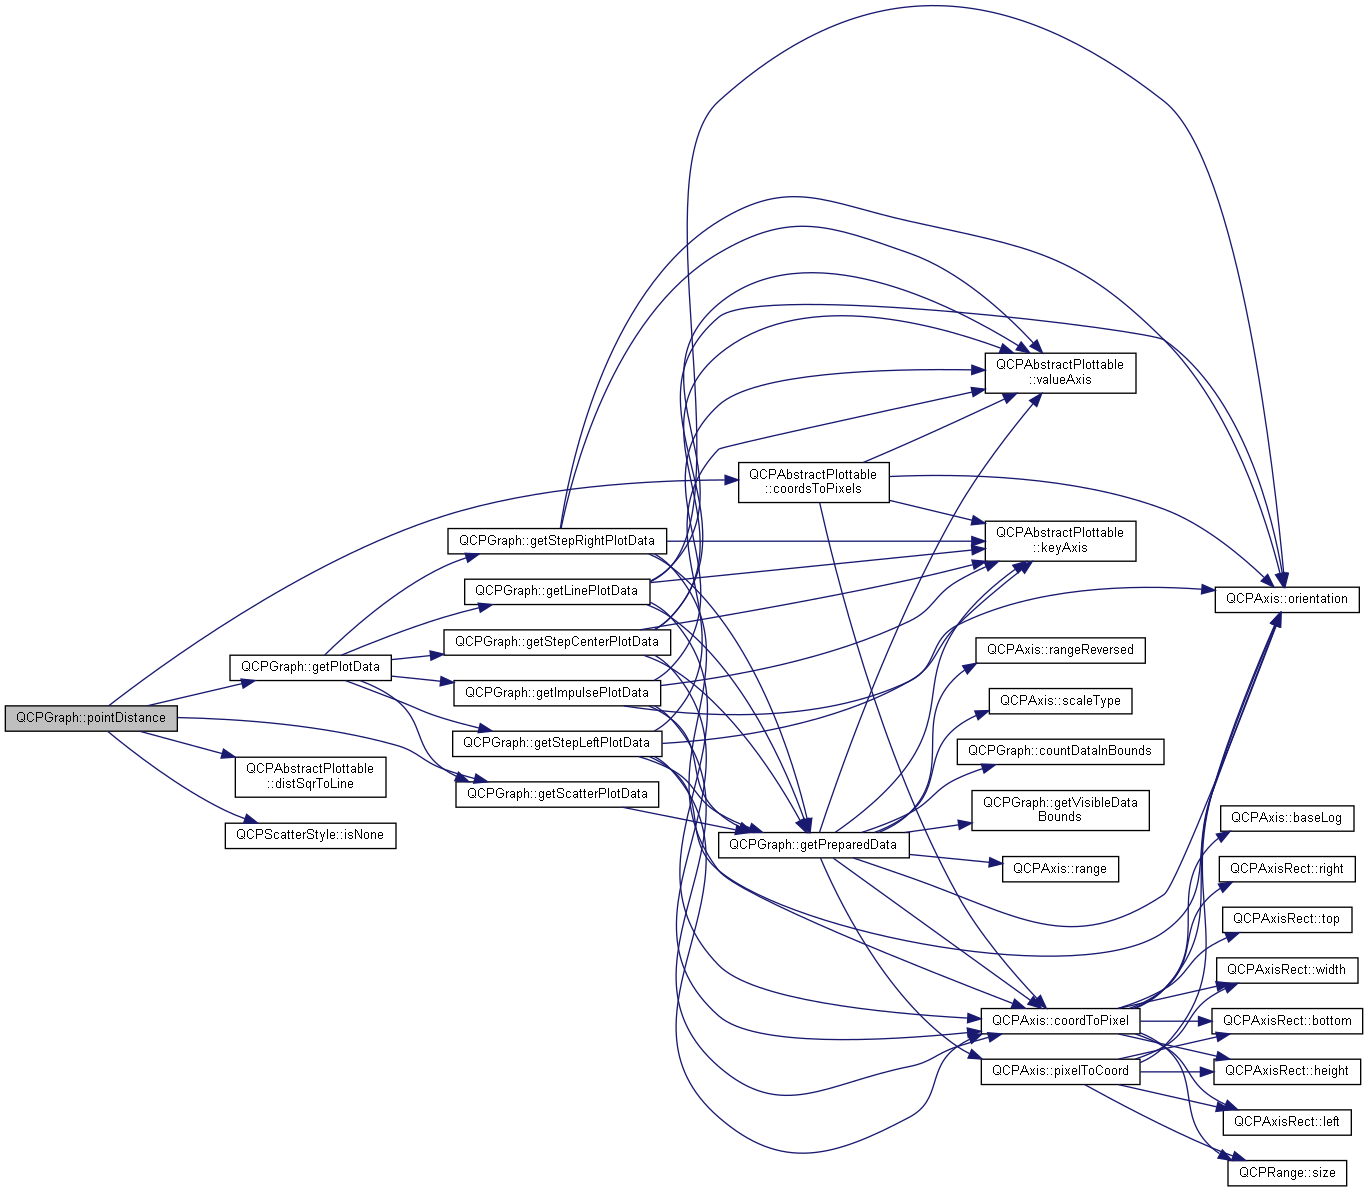 QCPGraph::pointDistance
QCPGraph::getPlotData
QCPAbstractPlottable
::distSqrToLine
QCPScatterStyle::isNone
QCPGraph::getStepRightPlotData
QCPGraph::getLinePlotData
QCPGraph::getStepCenterPlotData
QCPGraph::getImpulsePlotData
QCPGraph::getStepLeftPlotData
QCPGraph::getScatterPlotData
QCPAbstractPlottable
::coordsToPixels
QCPGraph::getPreparedData
QCPAbstractPlottable
::valueAxis
QCPAbstractPlottable
::keyAxis
QCPAxis::rangeReversed
QCPAxis::scaleType
QCPGraph::countDataInBounds
QCPGraph::getVisibleData
Bounds
QCPAxis::range
QCPAxis::coordToPixel
QCPAxis::pixelToCoord
QCPAxis::orientation
QCPAxis::baseLog
QCPAxisRect::right
QCPAxisRect::top
QCPAxisRect::width
QCPAxisRect::bottom
QCPAxisRect::height
QCPAxisRect::left
QCPRange::size